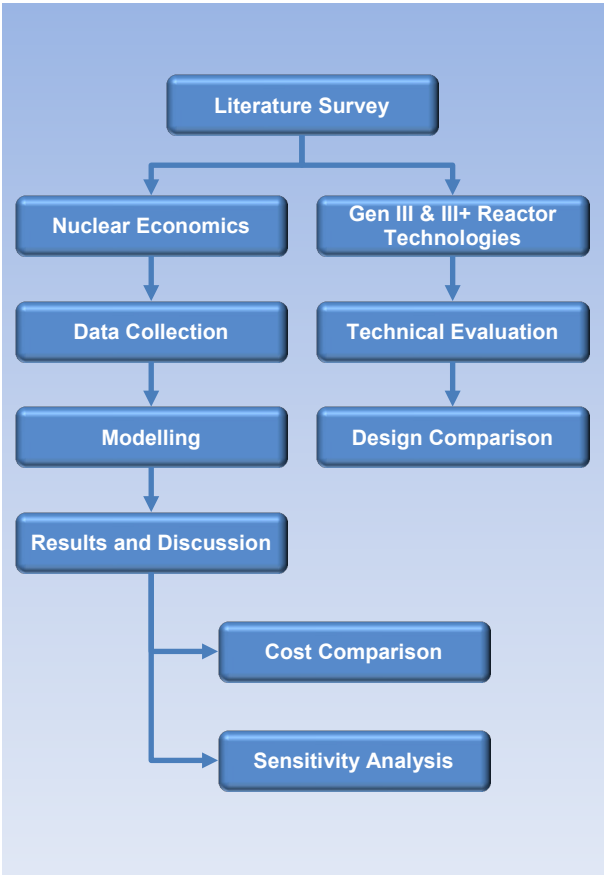 Literature Survey
Nuclear Economics
Gen III & III+ Reactor
Technologies
Data Collection
Technical Evaluation
Modelling
Design Comparison
Results and Discussion
Cost Comparison
Sensitivity Analysis